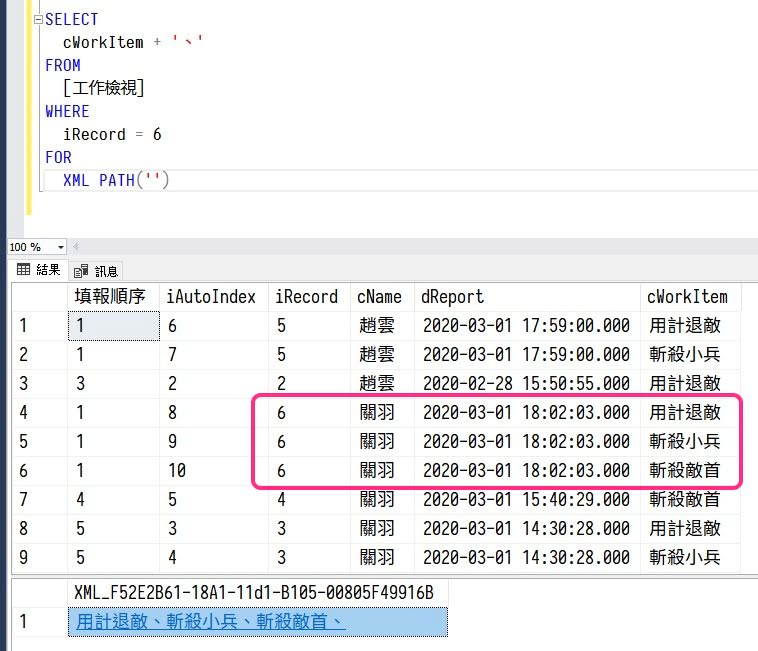 SELECT
cWorkItem + '、'
FROM
[工作檢視]
WHERE
iRecord = 6
FOR
XML PATH('')
100 %
結果 訊息
填報順序 iAutoIndex iRecord cName dReport cWorkItem
1 1 6 5 趙雲 2020-03-01 17:59:00.000 用計退敵
2 1 7 5 趙雲 2020-03-01 17:59:00.000 斬殺小兵
3 3 2 2 趙雲 2020-02-28 15:50:55.000 用計退敵
4 1 8 6 關羽 2020-03-01 18:02:03.000 用計退敵
5 1 9 6 關羽 2020-03-01 18:02:03.000 斬殺小兵
6 1 10 6 關羽 2020-03-01 18:02:03.000 斬殺敵首
7 4 5 4 關羽 2020-03-01 15:40:29.000 斬殺敵首
8 5 3 3 關羽 2020-03-01 14:30:28.000 用計退敵
9 5 4 3 關羽 2020-03-01 14:30:28.000 斬殺小兵
XML_F52E2B61-18A1-11d1-B105-00805F49916B
1 用計退敵、斬殺小兵、斬殺敵首、